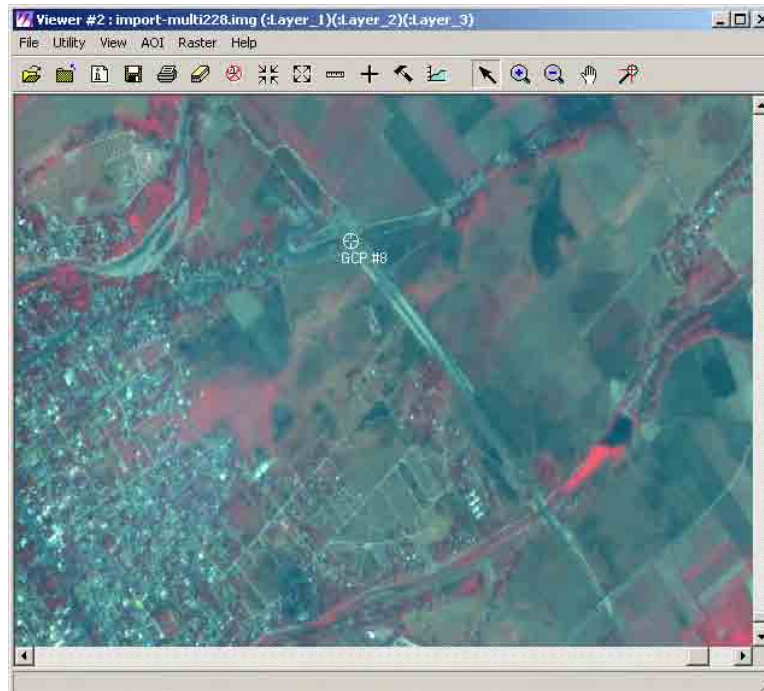 Viewer #2 : import-multi228.img (:Layer_1)(:Layer_2)(:Layer_3)
File Utility View AOI Raster Help
GCP #8